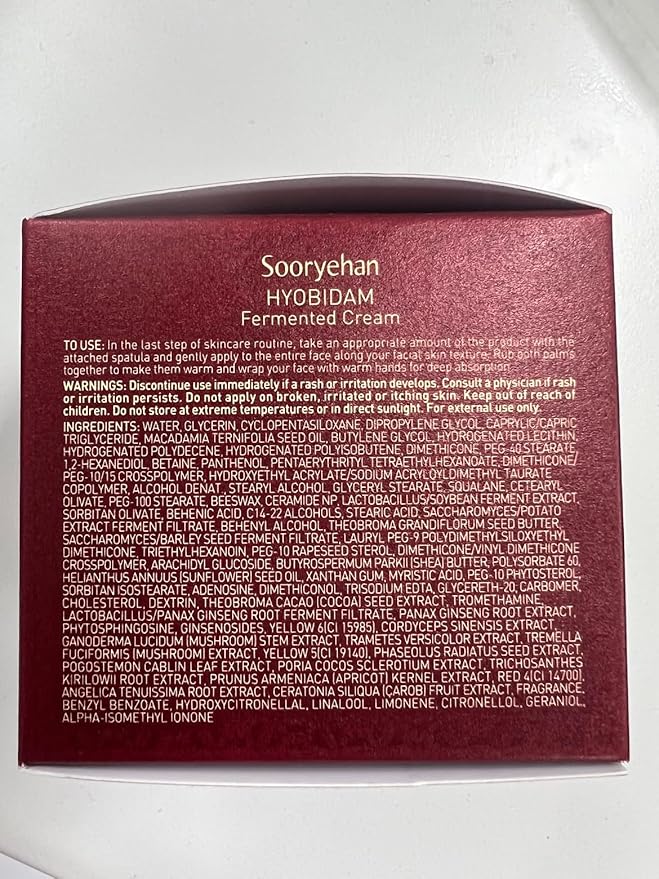 Sooryehan
HYOBIDAM
Fermented Cream
TO USE: In the last step of skincare routine, take an appropriate amount of the product with the
attached spatula and gently apply to the entire face along your facial skin texture. Rub both palms
together to make them warm and wrap your face with warm hands for deep absorption.
WARNINGS: Discontinue use immediately if a rash or irritation develops. Consult a physician if rash
or irritation persists. Do not apply on broken, irritated or itching skin. Keep out of reach of
children. Do not store at extreme temperatures or in direct sunlight. For external use only.
INGREDIENTS: WATER, GLYCERIN, CYCLOPENTASILOXANE, DIPROPYLENE GLYCOL, CAPRYLIC/CAPRIC
TRIGLYCERIDE, MACADAMIA TERNIFOLIA SEED OIL, BUTYLENE GLYCOL, HYDROGENATED LECITHIN,
HYDROGENATED POLYDECENE, HYDROGENATED POLYISOBUTENE, DIMETHICONE, PEG-40 STEARATE,
1,2-HEXANEDIOL, BETAINE, PANTHENOL, PENTAERYTHRITYL TETRAETHYLHEXANOATE, DIMETHICONE/
PEG-10/15 CROSSPOLYMER, HYDROXYETHYL ACRYLATE/SODIUM ACRYLOYLDIMETHYL TAURATE
COPOLYMER, ALCOHOL DENAT., STEARYL ALCOHOL, GLYCERYL STEARATE, SQUALANE, CETEARYL
OLIVATE, PEG-100 STEARATE, BEESWAX, CERAMIDE NP, LACTOBACILLUS/SOYBEAN FERMENT EXTRACT,
SORBITAN OLIVATE, BEHENIC ACID, C14-22 ALCOHOLS, STEARIC ACID, SACCHAROMYCES/POTATO
EXTRACT FERMENT FILTRATE, BEHENYL ALCOHOL, THEOBROMA GRANDIFLORUM SEED BUTTER,
SACCHAROMYCES/BARLEY SEED FERMENT FILTRATE, LAURYL PEG-9 POLYDIMETHYLSILOXYETHYL
DIMETHICONE, TRIETHYLHEXANOIN, PEG-10 RAPESEED STEROL, DIMETHICONE/VINYL DIMETHICONE
CROSSPOLYMER, ARACHIDYL GLUCOSIDE, BUTYROSPERMUM PARKII (SHEA) BUTTER, POLYSORBATE 60,
HELIANTHUS ANNUUS (SUNFLOWER) SEED OIL, XANTHAN GUM, MYRISTIC ACID, PEG-10 PHYTOSTEROL,
SORBITAN ISOSTEARATE, ADENOSINE, DIMETHICONOL, TRISODIUM EDTA, GLYCERETH-20, CARBOMER,
CHOLESTEROL, DEXTRIN, THEOBROMA CACAO (COCOA) SEED EXTRACT, TROMETHAMINE,
LACTOBACILLUS/PANAX GINSENG ROOT FERMENT FILTRATE, PANAX GINSENG ROOT EXTRACT,
PHYTOSPHINGOSINE, GINSENOSIDES, YELLOW 6(CI 15985), CORDYCEPS SINENSIS EXTRACT,
GANODERMA LUCIDUM (MUSHROOM) STEM EXTRACT, TRAMETES VERSICOLOR EXTRACT, TREMELLA
FUCIFORMIS (MUSHROOM) EXTRACT, YELLOW 5(CI 19140), PHASEOLUS RADIATUS SEED EXTRACT,
POGOSTEMON CABLIN LEAF EXTRACT, PORIA COCOS SCLEROTIUM EXTRACT, TRICHOSANTHES
KIRILOWII ROOT EXTRACT, PRUNUS ARMENIACA (APRICOT) KERNEL EXTRACT, RED 4(CI 14700),
ANGELICA TENUISSIMA ROOT EXTRACT, CERATONIA SILIQUA (CAROB) FRUIT EXTRACT, FRAGRANCE,
BENZYL BENZOATE, HYDROXYCITRONELLAL, LINALOOL, LIMONENE, CITRONELLOL, GERANIOL,
ALPHA-ISOMETHYL IONONE